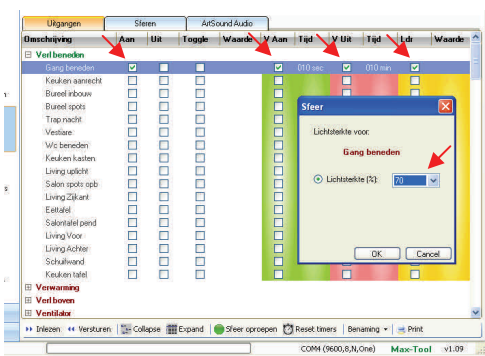 Uitgangen Sferen ArtSound Audio
Omschrijving Aan Uit Toggle Waarde V Aan Tijd V Uit Tijd Ldr Waarde
Verl beneden
Gang beneden 010 sec 010 min
Keuken aanrecht
Bureel inbouw
Bureel spots
Trap nacht
Vestiare
Wc beneden
Keuken kasten
Living uplicht
Salon spots opb
Living Zijkant
Eettafel
Salontafel pend
Living Voor
Living Achter
Schuifwand
Keuken tafel
Verwarming
Verl boven
Ventilator
Sfeer
Lichtsterkte voor:
Gang beneden
Lichtsterkte (%): 70
OK Cancel
Inlezen Versturen Collapse Expand Sfeer oproepen Reset timers Benaming Print
COM4 (9600,8,N,One) Max-Tool v1.09